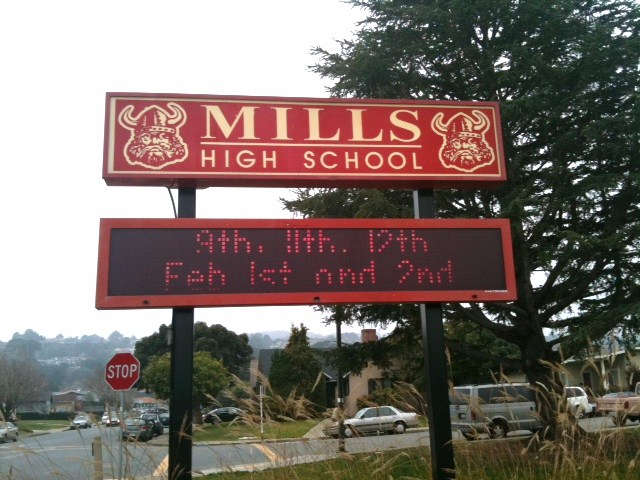 MILLS
HIGH SCHOOL
9th, 11th, 12th
Feb 1st and 2nd
STOP